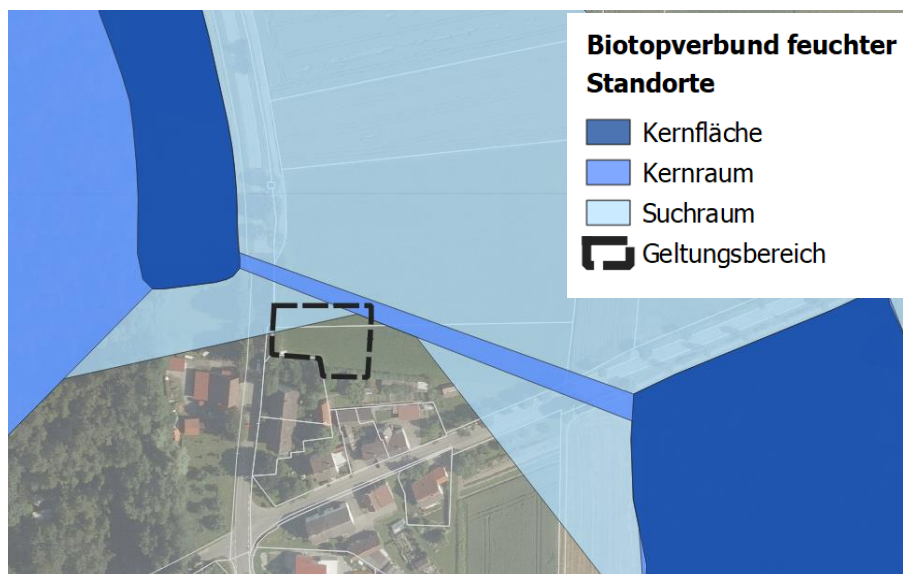 Biotopverbund feuchter
Standorte
Kernfläche
Kernraum
Suchraum
Geltungsbereich